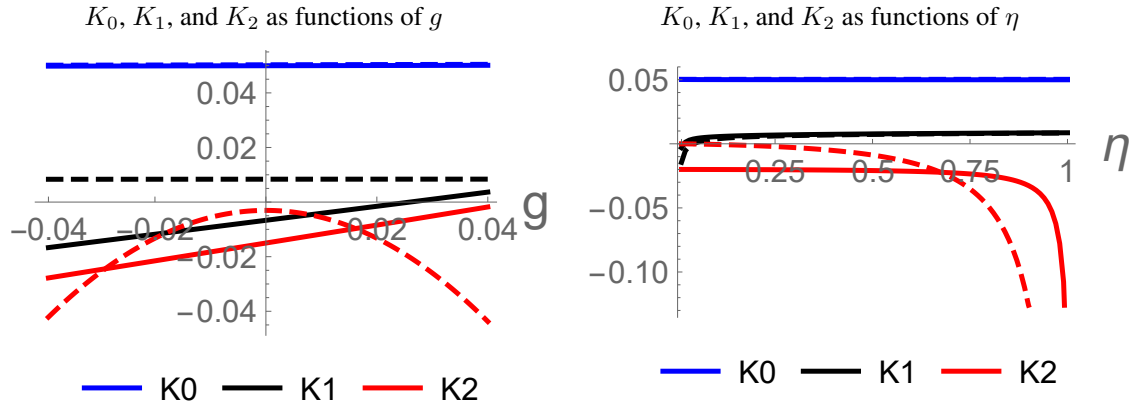 K₀, K₁, and K₂ as functions of g
0.04
0.02
−0.04
−0.02
0.02
0.04
g
−0.02
−0.04
K0
K1
K2
K₀, K₁, and K₂ as functions of η
0.05
0.25
0.5
0.75
1
η
−0.05
−0.10
K0
K1
K2